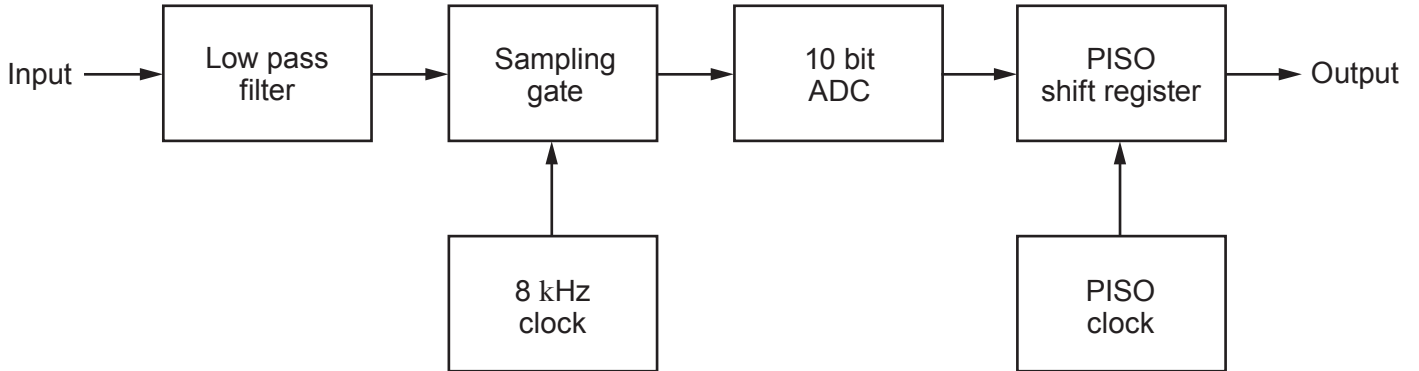 Input
Low pass
filter
Sampling
gate
10 bit
ADC
PISO
shift register
Output
8 kHz
clock
PISO
clock